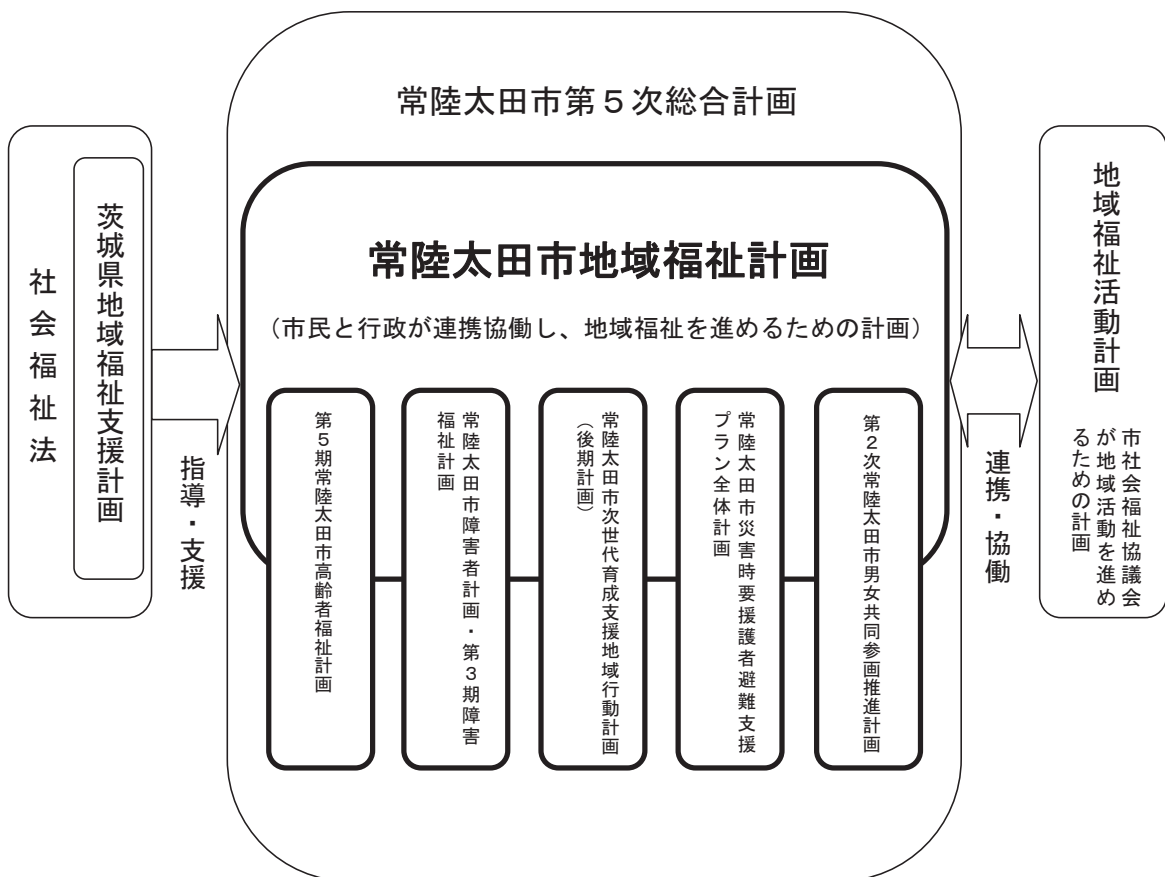 常陸太田市第５次総合計画
社会福祉法
茨城県地域福祉支援計画
指導・支援
常陸太田市地域福祉計画
（市民と行政が連携協働し、地域福祉を進めるための計画）
第５期常陸太田市高齢者福祉計画
常陸太田市障害者計画・第３期障害
福祉計画
常陸太田市次世代育成支援地域行動計画
（後期計画）
常陸太田市災害時要援護者避難支援
プラン全体計画
第２次常陸太田市男女共同参画推進計画
連携・協働
地域福祉活動計画
市社会福祉協議会
が地域活動を進め
るための計画